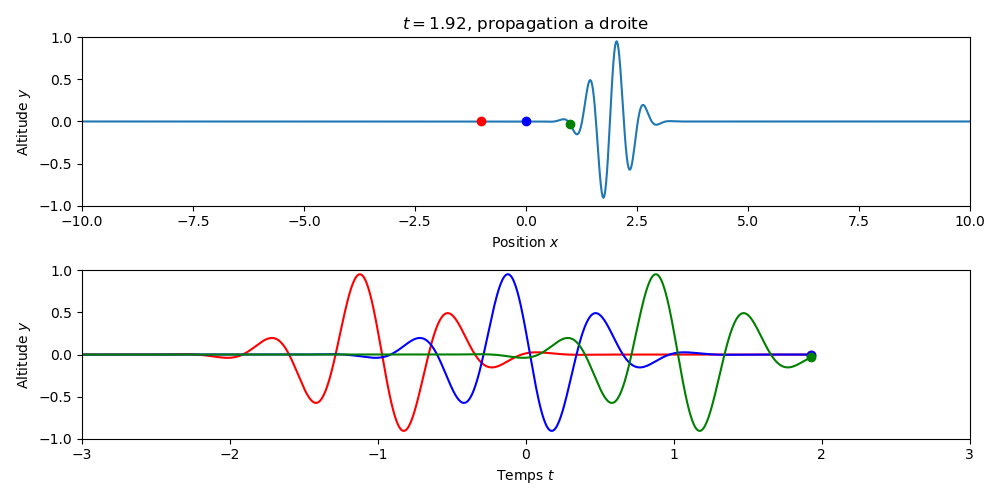 t = 1.92, propagation a droite
1.0
0.5
0.0
−0.5
−1.0
Altitude y
−10.0 −7.5 −5.0 −2.5 0.0 2.5 5.0 7.5 10.0
Position x
1.0
0.5
0.0
−0.5
−1.0
Altitude y
−3 −2 −1 0 1 2 3
Temps t